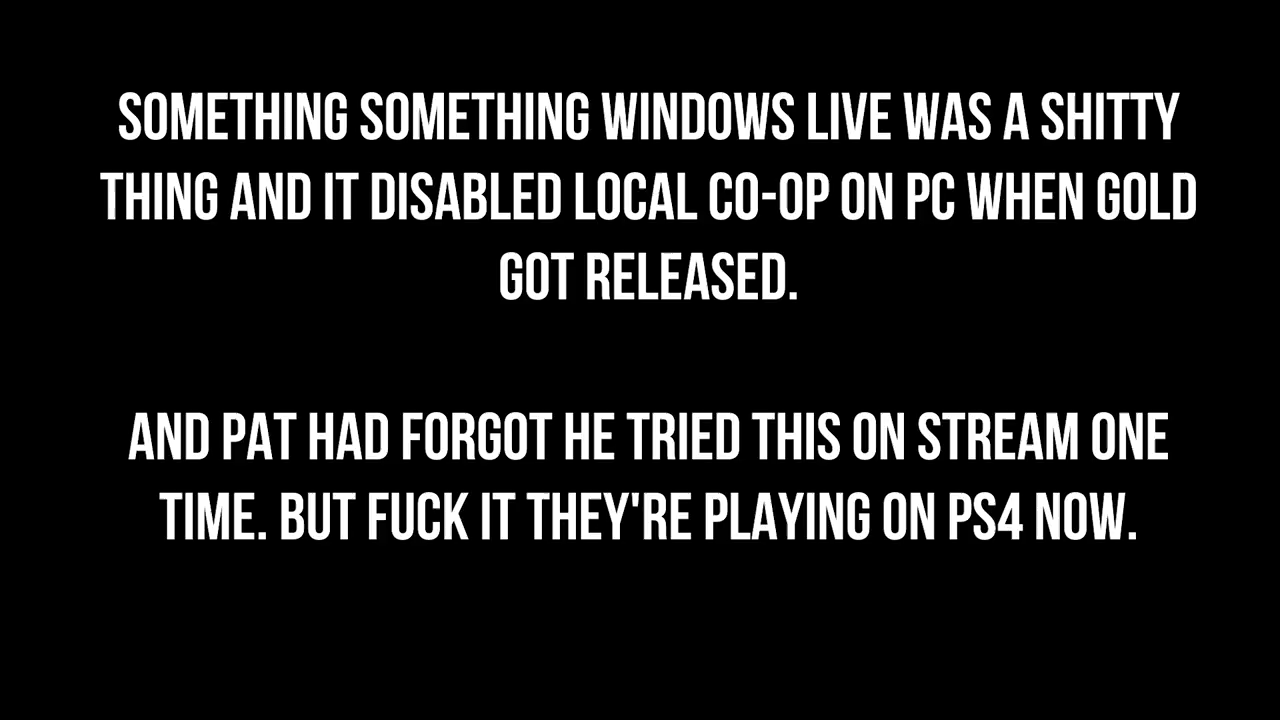 SOMETHING SOMETHING WINDOWS LIVE WAS A SHITTY
THING AND IT DISABLED LOCAL CO-OP ON PC WHEN GOLD
GOT RELEASED.
AND PAT HAD FORGOT HE TRIED THIS ON STREAM ONE
TIME. BUT FUCK IT THEY'RE PLAYING ON PS4 NOW.